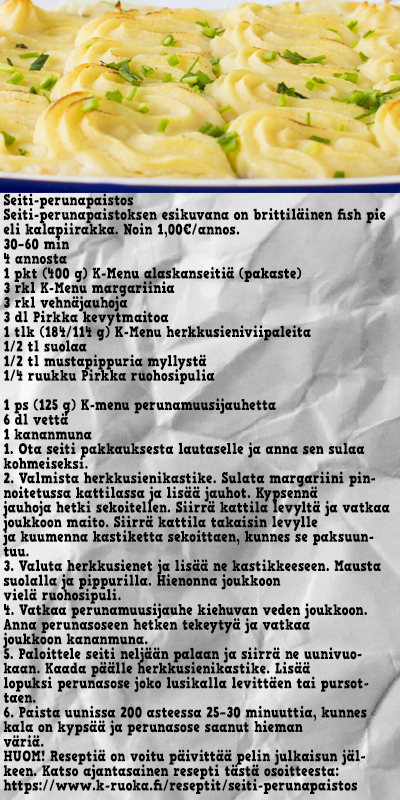 Seiti-perunapaistos
Seiti-perunapaistoksen esikuvana on brittiläinen fish pie
eli kalapiirakka. Noin 1,00€/annos.
30-60 min
4 annosta
1 pkt (400 g) K-Menu alaskanseitiä (pakaste)
3 rkl K-Menu margariinia
3 rkl vehnäjauhoja
3 dl Pirkka kevytmaitoa
1 tlk (184/114 g) K-Menu herkkusieniviipaleita
1/2 tl suolaa
1/2 tl mustapippuria myllystä
1/4 ruukku Pirkka ruohosipulia

1 ps (125 g) K-menu perunamuusijauhetta
6 dl vettä
1 kananmuna
1. Ota seiti pakkauksesta lautaselle ja anna sen sulaa
kohmeiseksi.
2. Valmista herkkusienikastike. Sulata margariini pin-
noitetussa kattilassa ja lisää jauhot. Kypsennä
jauhoja hetki sekoitellen. Siirrä kattila levyltä ja vatkaa
joukkoon maito. Siirrä kattila takaisin levylle
ja kuumenna kastiketta sekoittaen, kunnes se paksuun-
tuu.
3. Valuta herkkusienet ja lisää ne kastikkeeseen. Mausta
suolalla ja pippurilla. Hienonna joukkoon
vielä ruohosipuli.
4. Vatkaa perunamuusijauhe kiehuvan veden joukkoon.
Anna perunasoseen hetken tekeytyä ja vatkaa
joukkoon kananmuna.
5. Paloittele seiti neljään palaan ja siirrä ne uunivuo-
kaan. Kaada päälle herkkusienikastike. Lisää
lopuksi perunasose joko lusikalla levittäen tai pursot-
taen.
6. Paista uunissa 200 asteessa 25-30 minuuttia, kunnes
kala on kypsää ja perunasose saanut hieman
väriä.
HUOM! Reseptiä on voitu päivittää pelin julkaisun jäl-
keen. Katso ajantasainen resepti tästä osoitteesta:
https://www.k-ruoka.fi/reseptit/seiti-perunapaistos